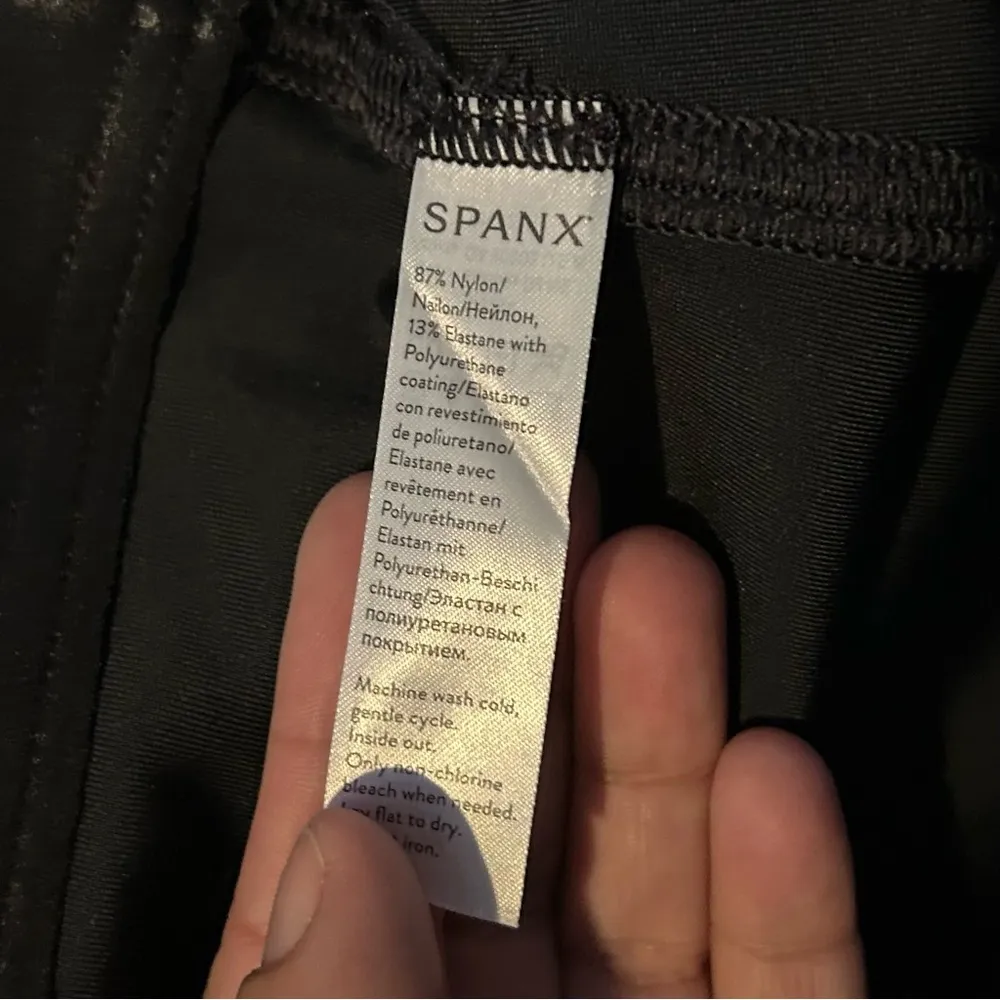 SPANX
87% Nylon/
Nailon/Нейлон,
13% Elastane with
Polyurethane
coating/Elastano
con revestimiento
de poliuretano/
Elastane avec
revêtement en
Polyuréthanne/
Elastan mit
Polyurethan-Beschi
chtung/Эластан с
полиуретановым
покрытием.
Machine wash cold,
gentle cycle.
Inside out.
Only non-chlorine
bleach when needed.
flat to dry.
iron.